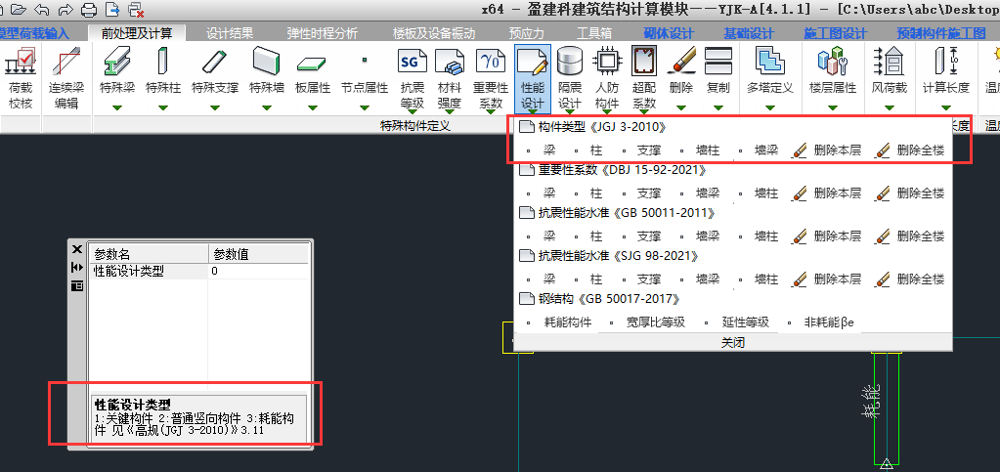 x64 - 盈建科建筑结构计算模块--YJK-A[4.1.1] - [C:\Users\abc\Desktop
模型荷载输入 前处理及计算 设计结果 弹性时程分析 楼板及设备振动 预应力 工具箱 砌体设计 基础设计 施工图设计 预制构件施工图
荷载校核 连续梁编辑 特殊梁 特殊柱 特殊支撑 特殊墙 板属性 节点属性 抗震等级 材料强度 重要性系数 性能设计 隔震设计 人防构件 超配系数 删除 复制 多塔定义 楼层属性 风荷载 计算长度 温
特殊构件定义 长度 温
构件类型《JGJ 3-2010》
梁 柱 支撑 墙柱 墙梁 删除本层 删除全楼
重要性系数《DBJ 15-92-2021》
梁 柱 支撑 墙梁 墙柱 删除本层 删除全楼
抗震性能水准《GB 50011-2011》
梁 柱 支撑 墙梁 墙柱 删除本层 删除全楼
抗震性能水准《SJG 98-2021》
梁 柱 支撑 墙梁 墙柱 删除本层 删除全楼
钢结构《GB 50017-2017》
耗能构件 宽厚比等级 延性等级 非耗能βe
关闭
参数名 参数值
性能设计类型 0
性能设计类型
1:关键构件 2:普通竖向构件 3:耗能构
件 见《高规(JGJ 3-2010)》3.11
耗能